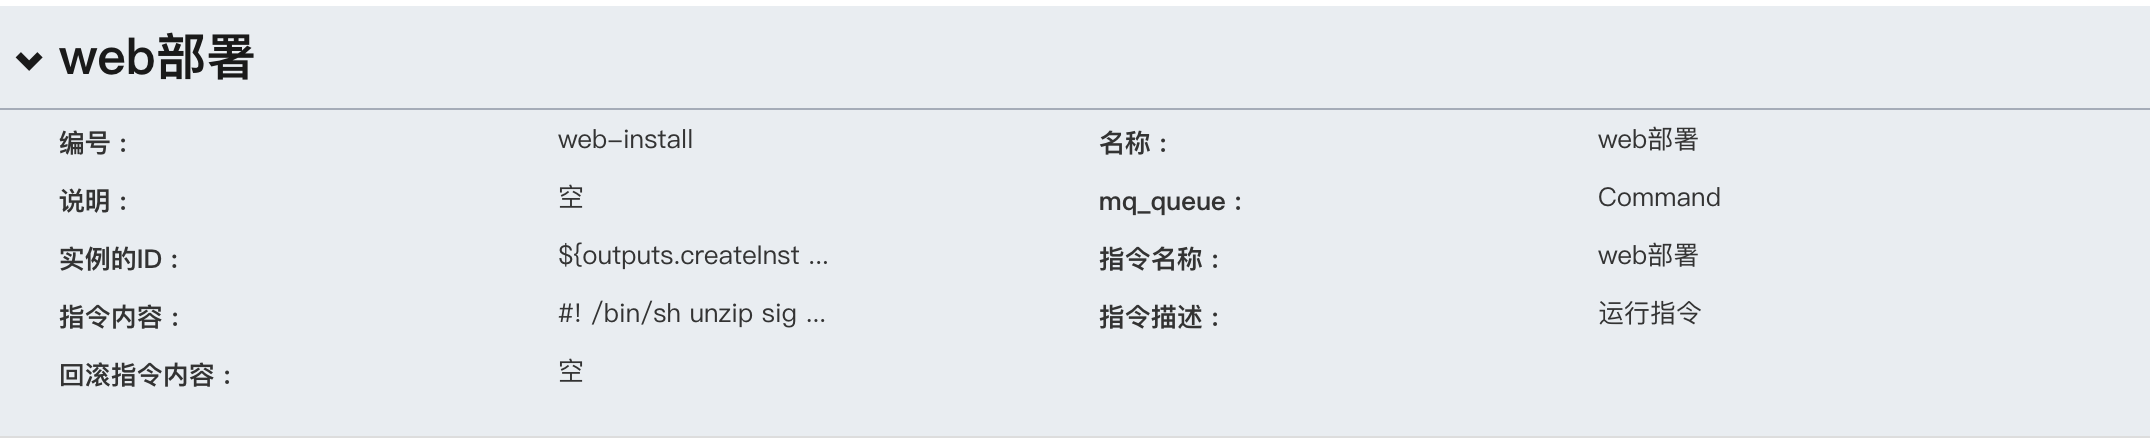 web部署
编号： web-install 名称： web部署
说明： 空 mq_queue： Command
实例的ID： ${outputs.createInst ... 指令名称： web部署
指令内容： #! /bin/sh unzip sig ... 指令描述： 运行指令
回滚指令内容： 空